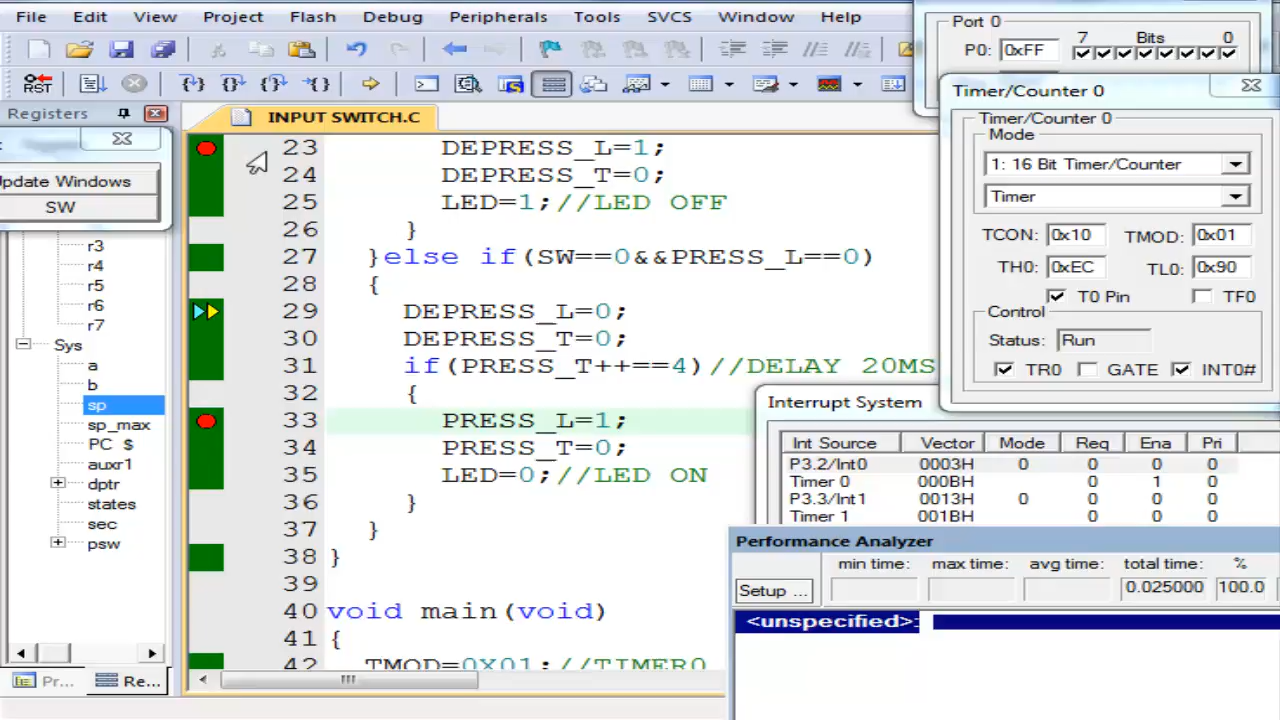 File Edit View Project Flash Debug Peripherals Tools SVCS Window Help
Port 0
P0: 0xFF 7 Bits 0
RST
Registers
INPUT SWITCH.C
Update Windows
SW
r3
r4
r5
r6
r7
Sys
a
b
sp
sp_max
PC $
auxr1
dptr
states
sec
psw
Pr...
Re...
23 DEPRESS_L=1;
24 DEPRESS_T=0;
25 LED=1;//LED OFF
26 }
27 }else if(SW==0&&PRESS_L==0)
28 {
29 DEPRESS_L=0;
30 DEPRESS_T=0;
31 if(PRESS_T++==4)//DELAY 20MS
32 {
33 PRESS_L=1;
34 PRESS_T=0;
35 LED=0;//LED ON
36 }
37 }
38 }
39
40 void main(void)
41 {
42 TMOD=0X01;//TIMER0
Timer/Counter 0
Timer/Counter 0
Mode
1: 16 Bit Timer/Counter
Timer
TCON: 0x10 TMOD: 0x01
TH0: 0xEC TL0: 0x90
T0 Pin TF0
Control
Status: Run
TR0 GATE INT0#
Interrupt System
Int Source Vector Mode Req Ena Pri
P3.2/Int0 0003H 0 0 0 0
Timer 0 000BH 0 1 0
P3.3/Int1 0013H 0 0 0 0
Timer 1 001BH 0 0 0
Performance Analyzer
min time: max time: avg time: total time: %
Setup ... 0.025000 100.0
<unspecified>: